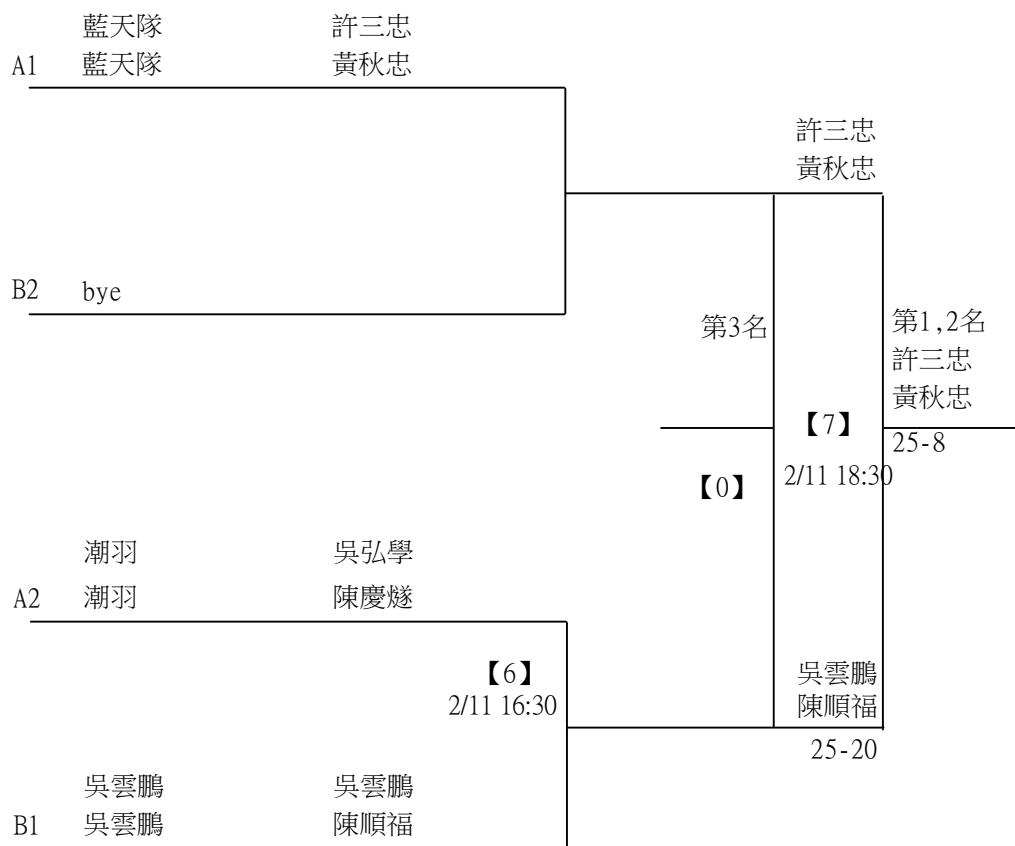 藍天隊 許三忠
A1 藍天隊 黃秋忠
許三忠
黃秋忠
B2 bye
第3名
第1,2名
許三忠
黃秋忠
【7】
25-8
【0】
2/11 18:30
潮羽 吳弘學
A2 潮羽 陳慶燧
【6】
2/11 16:30
吳雲鵬
陳順福
25-20
吳雲鵬 吳雲鵬
B1 吳雲鵬 陳順福